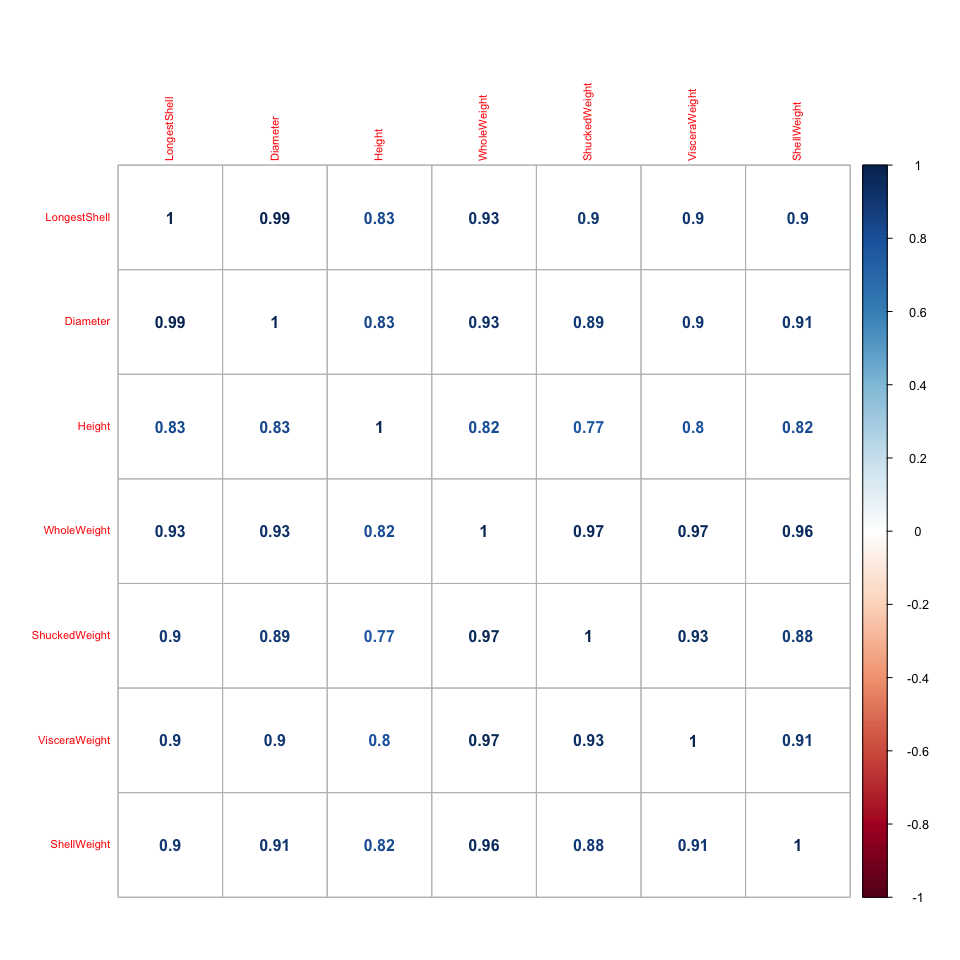 LongestShell Diameter Height WholeWeight ShuckedWeight VisceraWeight ShellWeight
LongestShell 1 0.99 0.83 0.93 0.9 0.9 0.9
Diameter 0.99 1 0.83 0.93 0.89 0.9 0.91
Height 0.83 0.83 1 0.82 0.77 0.8 0.82
WholeWeight 0.93 0.93 0.82 1 0.97 0.97 0.96
ShuckedWeight 0.9 0.89 0.77 0.97 1 0.93 0.88
VisceraWeight 0.9 0.9 0.8 0.97 0.93 1 0.91
ShellWeight 0.9 0.91 0.82 0.96 0.88 0.91 1
1
0.8
0.6
0.4
0.2
0
-0.2
-0.4
-0.6
-0.8
-1